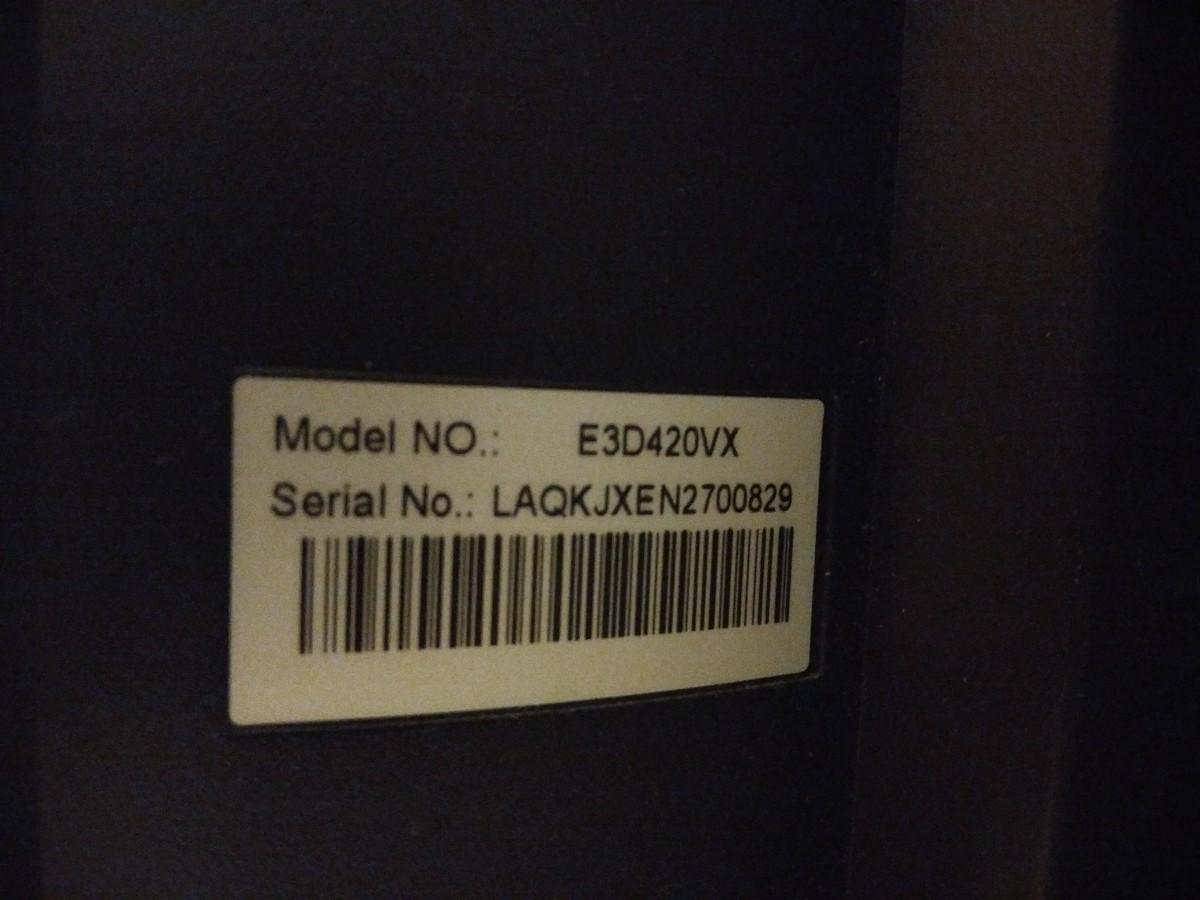 Model NO.: E3D420VX
Serial No.: LAQKJXEN2700829